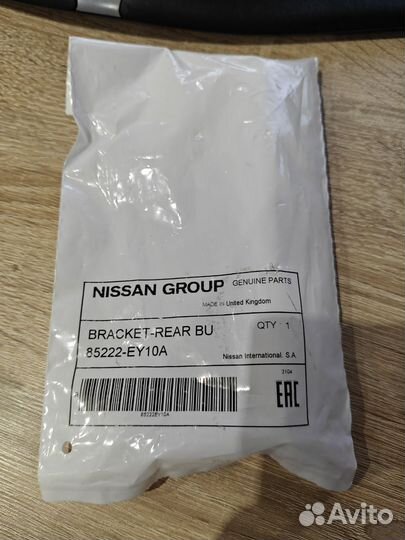 NISSAN GROUP GENUINE PARTS
MADE IN United Kingdom
BRACKET-REAR BU QTY : 1
85222-EY10A
Nissan International. S.A
21Q4
85222EY10A
EAC
Avito